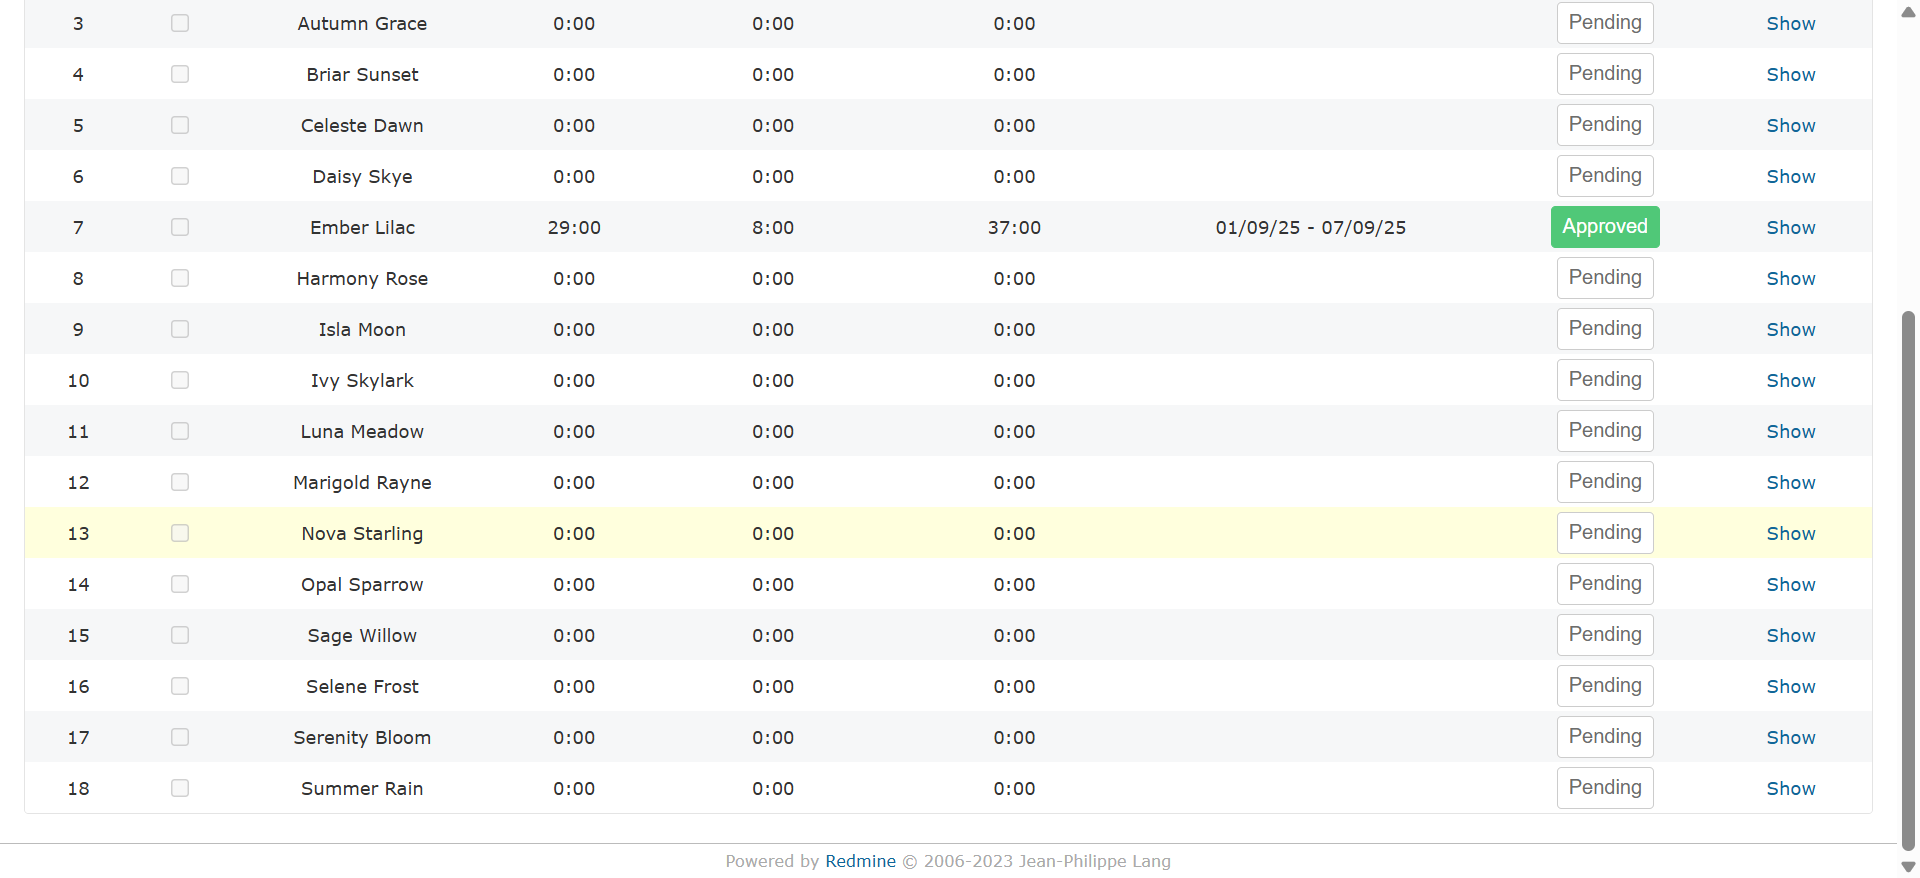 3 Autumn Grace 0:00 0:00 0:00 Pending Show
4 Briar Sunset 0:00 0:00 0:00 Pending Show
5 Celeste Dawn 0:00 0:00 0:00 Pending Show
6 Daisy Skye 0:00 0:00 0:00 Pending Show
7 Ember Lilac 29:00 8:00 37:00 01/09/25 - 07/09/25 Approved Show
8 Harmony Rose 0:00 0:00 0:00 Pending Show
9 Isla Moon 0:00 0:00 0:00 Pending Show
10 Ivy Skylark 0:00 0:00 0:00 Pending Show
11 Luna Meadow 0:00 0:00 0:00 Pending Show
12 Marigold Rayne 0:00 0:00 0:00 Pending Show
13 Nova Starling 0:00 0:00 0:00 Pending Show
14 Opal Sparrow 0:00 0:00 0:00 Pending Show
15 Sage Willow 0:00 0:00 0:00 Pending Show
16 Selene Frost 0:00 0:00 0:00 Pending Show
17 Serenity Bloom 0:00 0:00 0:00 Pending Show
18 Summer Rain 0:00 0:00 0:00 Pending Show
Powered by Redmine © 2006-2023 Jean-Philippe Lang